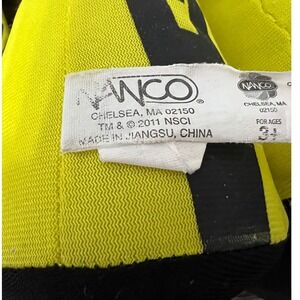 NANCO®
CHELSEA, MA 02150
TM & © 2011 NSCI
MADE IN JIANGSU, CHINA
NANCO
CHELSEA, MA
02150
FOR AGES
3+